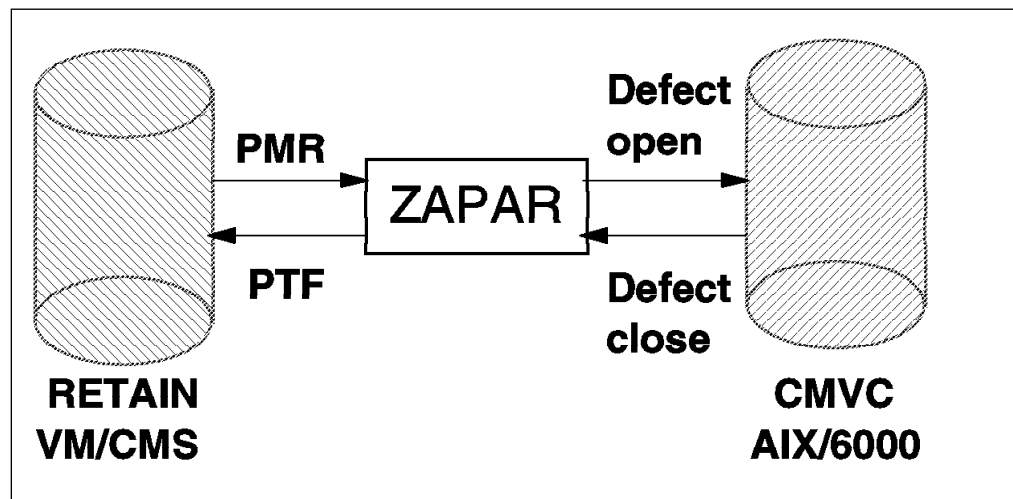 PMR
PTF
ZAPAR
Defect
open
Defect
close
RETAIN
VM/CMS
CMVC
AIX/6000